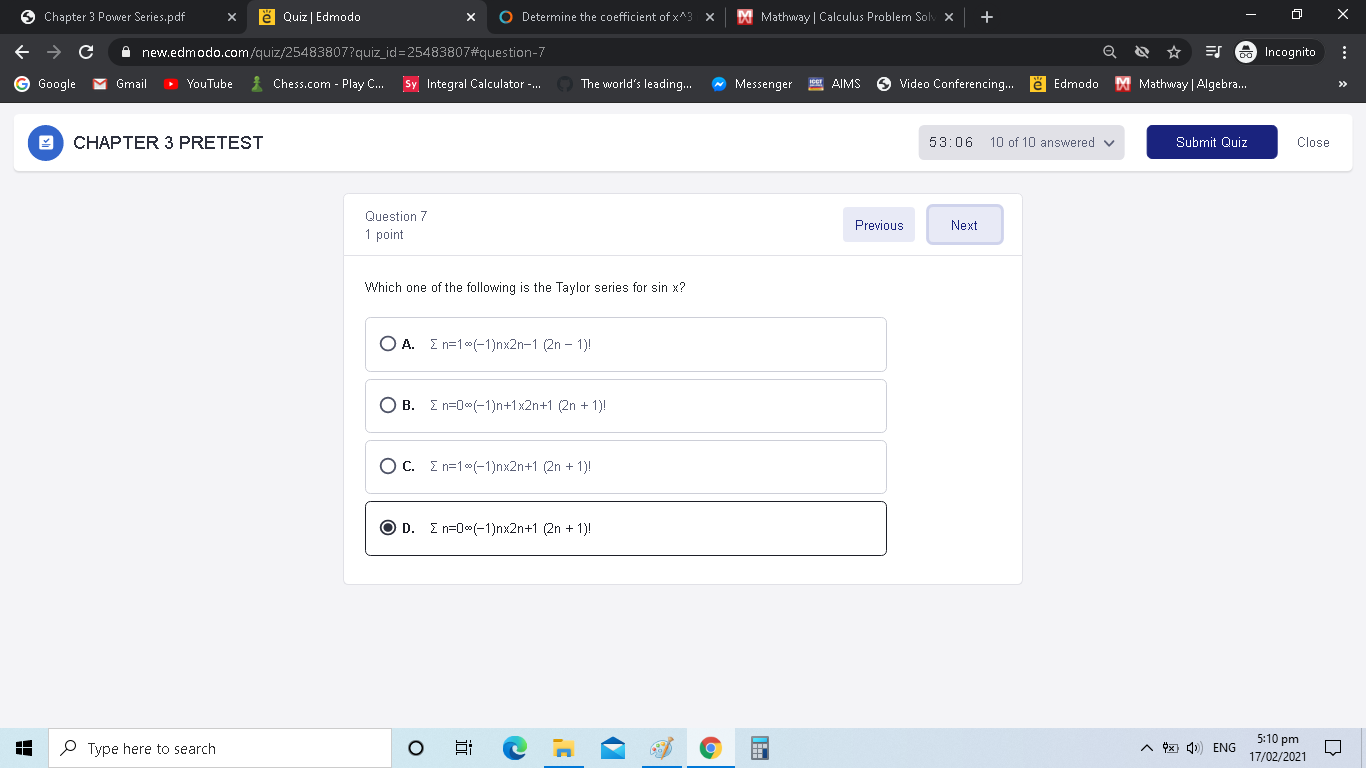 Chapter 3 Power Series.pdf
Quiz | Edmodo
Determine the coefficient of x^3
Mathway | Calculus Problem Solv
new.edmodo.com/quiz/25483807?quiz_id=25483807#question-7
Incognito
Google
Gmail
YouTube
Chess.com - Play C...
Sy
Integral Calculator -...
The world's leading...
Messenger
AIMS
Video Conferencing...
Edmodo
Mathway | Algebra...
»
CHAPTER 3 PRETEST
53:06 10 of 10 answered
Submit Quiz
Close
Question 7
1 point
Previous
Next
Which one of the following is the Taylor series for sin x?
A. Σ n=1∞(−1)nx2n−1 (2n − 1)!
B. Σ n=0∞(−1)n+1x2n+1 (2n + 1)!
C. Σ n=1∞(−1)nx2n+1 (2n + 1)!
D. Σ n=0∞(−1)nx2n+1 (2n + 1)!
Type here to search
ENG
5:10 pm
17/02/2021